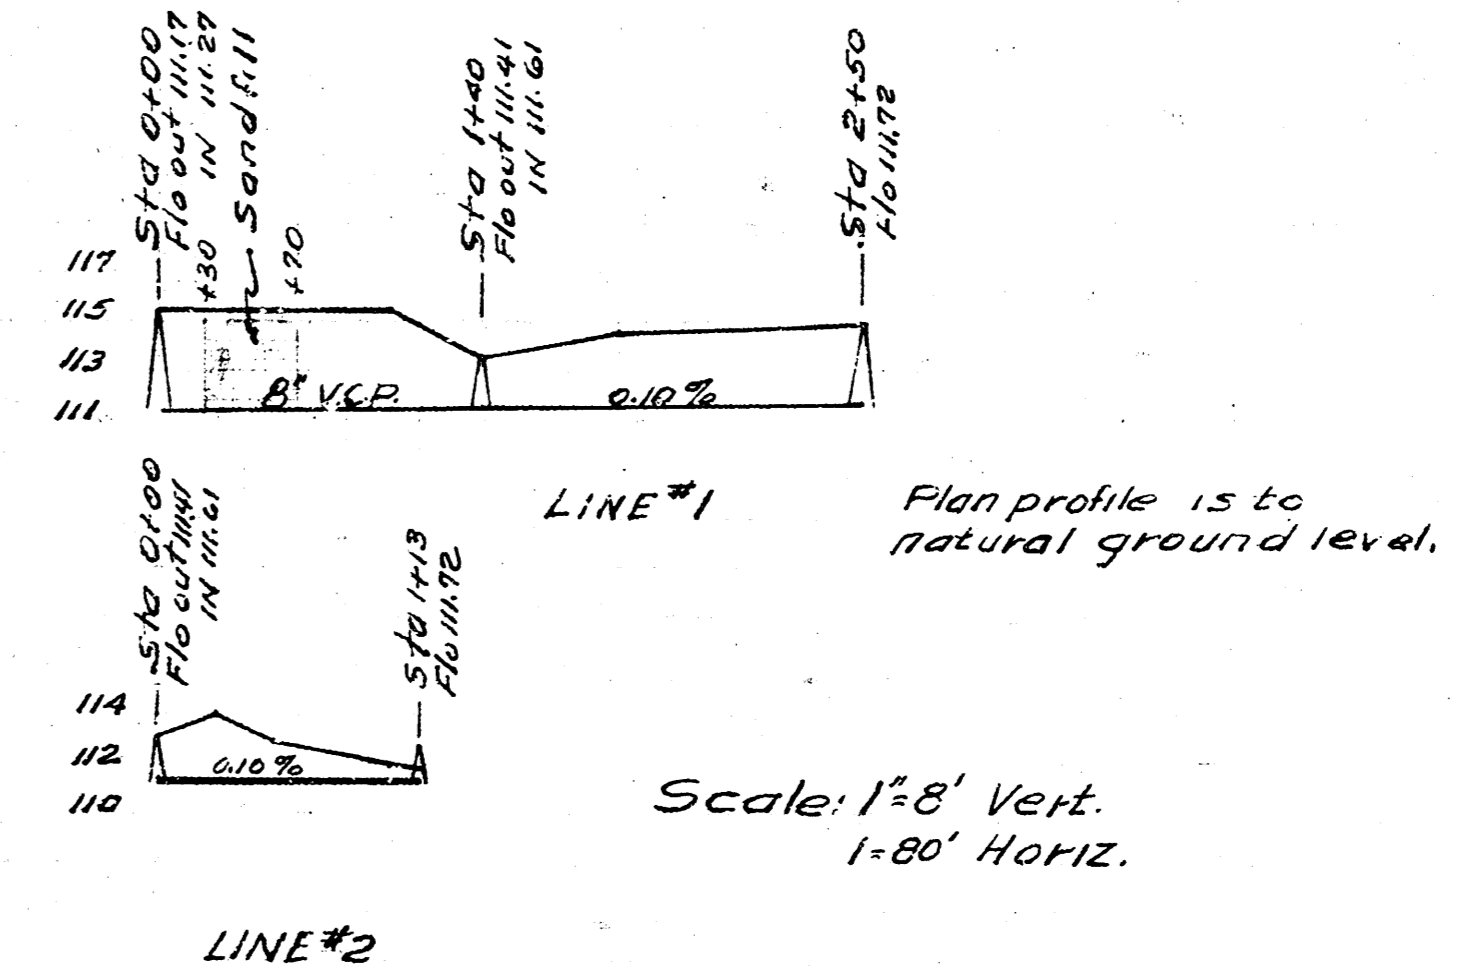 Sta 0+00
Flo out 111.17
IN 111.27
Sandfill
+30
+70
Sta 1+40
Flo out 111.41
IN 111.61
Sta 2+50
Flo 111.72
117
115
113
111
8" V.C.P.
0.10%
LINE #1
Plan profile is to
natural ground level.
Sta 0+00
Flo out 111.41
IN 111.61
Sta 1+13
Flo 111.72
114
112
110
0.10%
Scale: 1"=8' Vert.
1=80' Horiz.
LINE #2